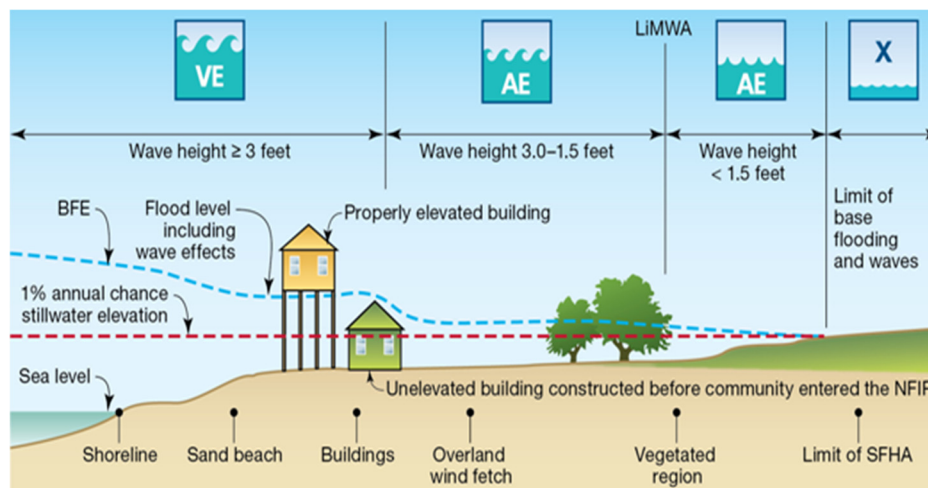 LiMWA
VE
AE
AE
X
Wave height ≥ 3 feet
Wave height 3.0–1.5 feet
Wave height
< 1.5 feet
Limit of
base
flooding
and waves
BFE
Flood level
including
wave effects
Properly elevated building
1% annual chance
stillwater elevation
Sea level
Unelevated building constructed before community entered the NFIP
Shoreline
Sand beach
Buildings
Overland
wind fetch
Vegetated
region
Limit of SFHA